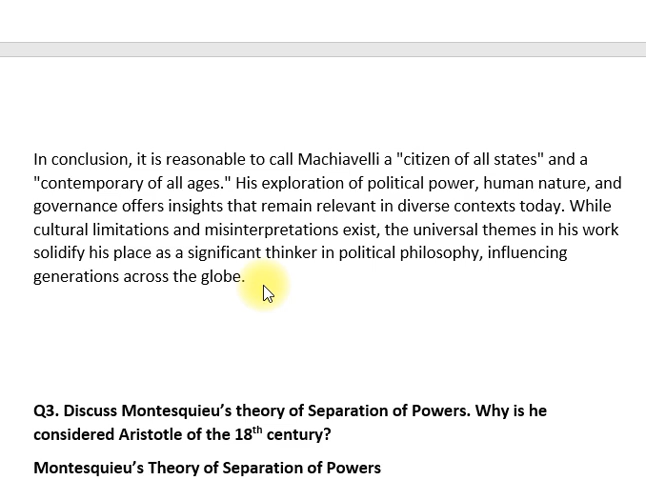 In conclusion, it is reasonable to call Machiavelli a "citizen of all states" and a
"contemporary of all ages." His exploration of political power, human nature, and
governance offers insights that remain relevant in diverse contexts today. While
cultural limitations and misinterpretations exist, the universal themes in his work
solidify his place as a significant thinker in political philosophy, influencing
generations across the globe.
Q3. Discuss Montesquieu’s theory of Separation of Powers. Why is he
considered Aristotle of the 18th century?
Montesquieu’s Theory of Separation of Powers